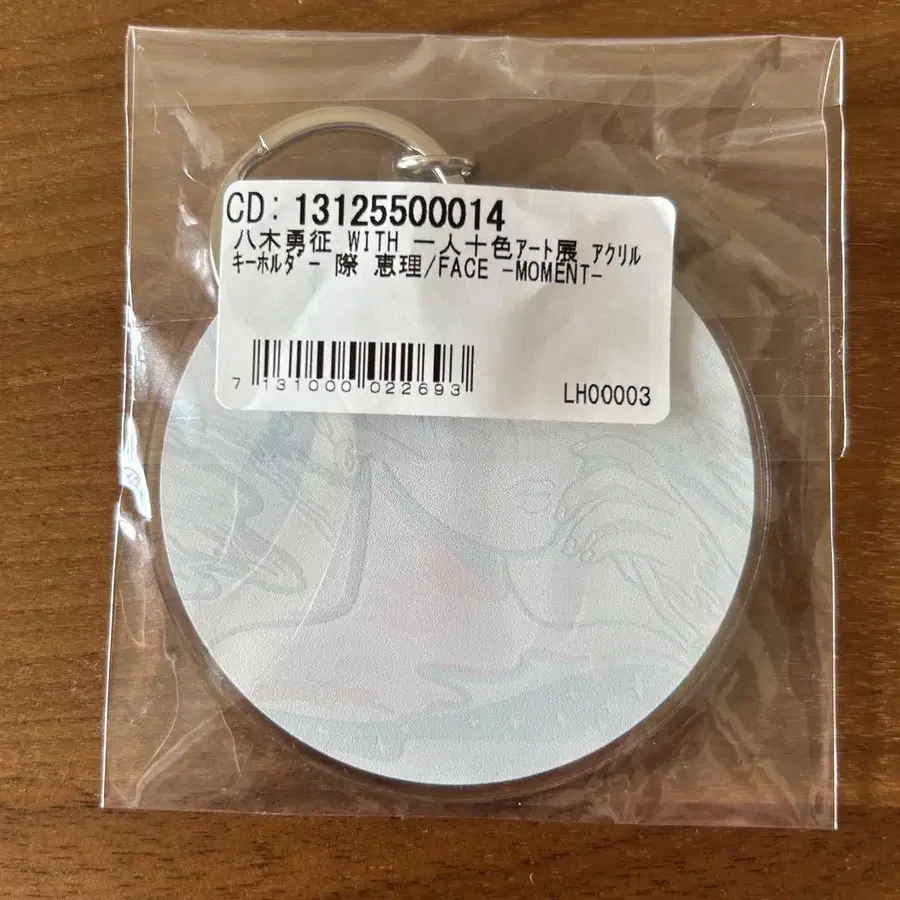 CD: 13125500014
八木勇征 WITH 一人十色アート展 アクリル
キーホルダー 際 恵理/FACE -MOMENT-
7 131000 022693
LH00003